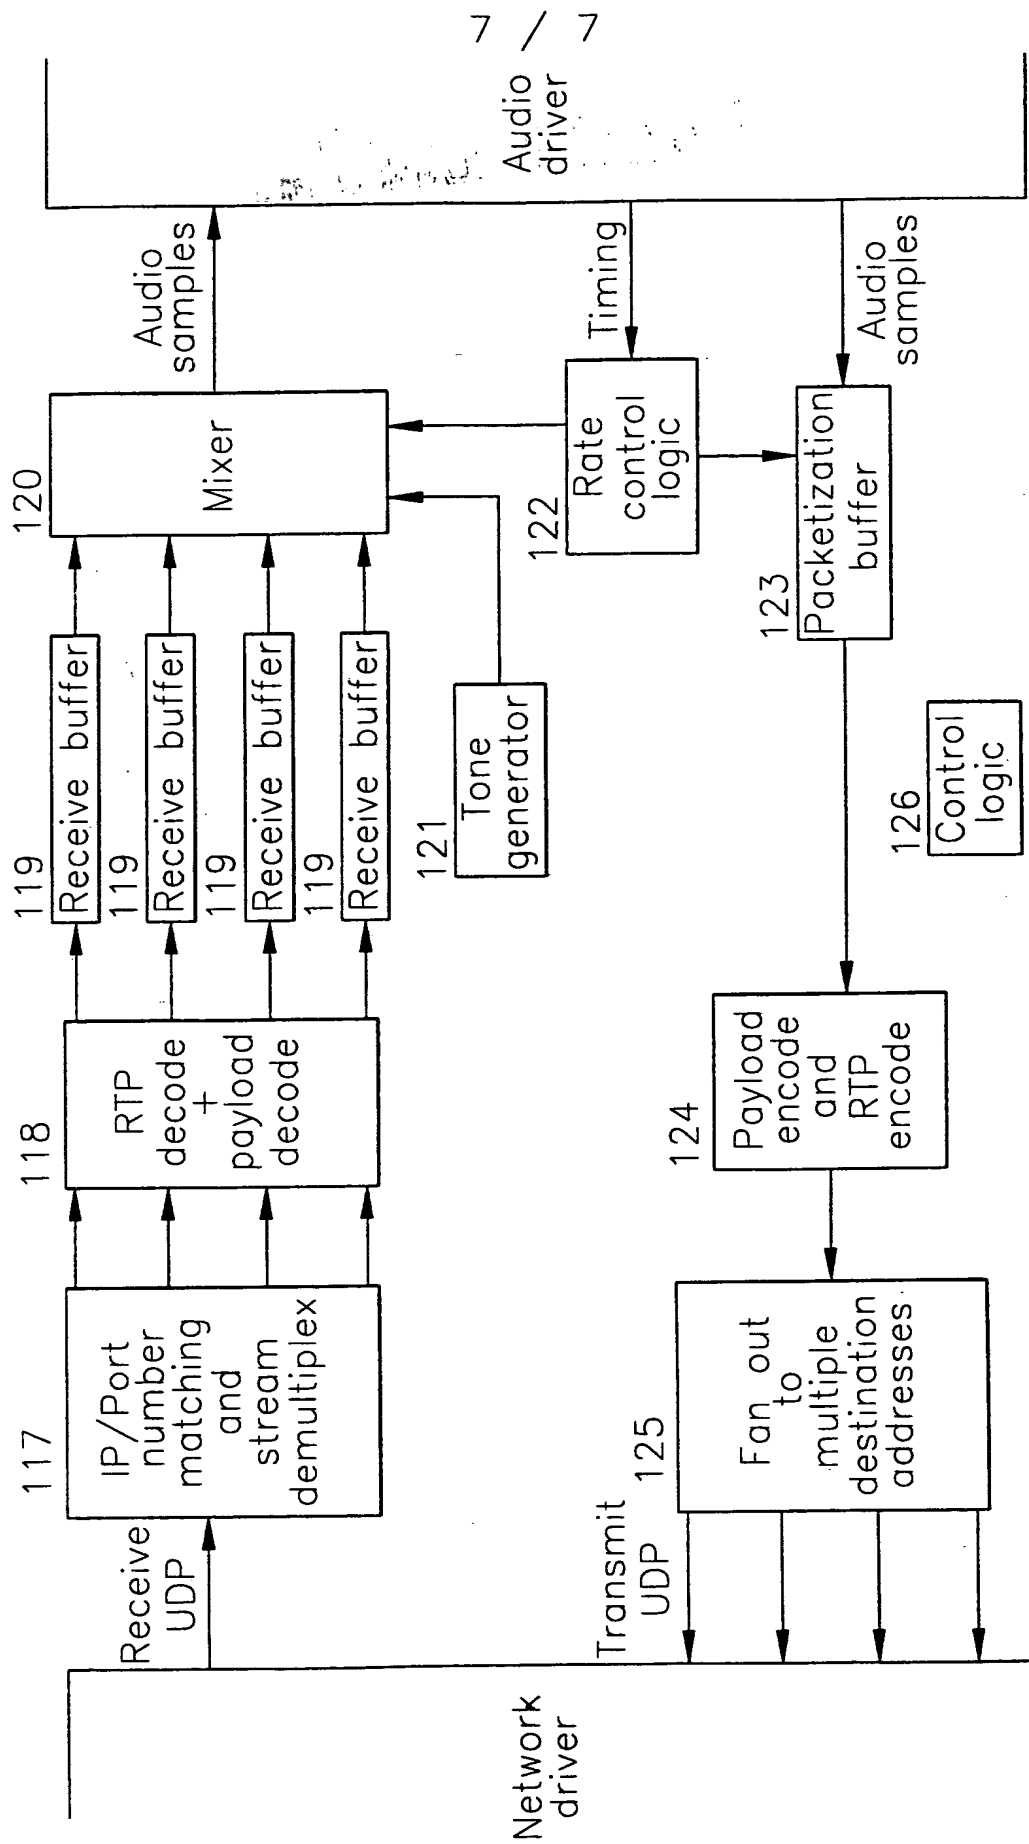 7 / 7
Network
driver
Receive
UDP
117
IP/Port
number
matching
and
stream
demultiplex
118
RTP
decode
+
payload
decode
119
Receive buffer
119
Receive buffer
119
Receive buffer
119
Receive buffer
120
Mixer
Audio
samples
Audio
driver
121
Tone
generator
122
Rate
control
logic
Timing
123
Packetization
buffer
Audio
samples
124
Payload
encode
and
RTP
encode
125
Fan out
to
multiple
destination
addresses
Transmit
UDP
126
Control
logic